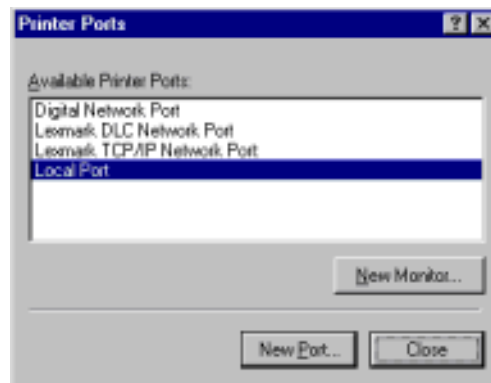 Printer Ports
Available Printer Ports:
Digital Network Port
Lexmark DLC Network Port
Lexmark TCP/IP Network Port
Local Port
New Monitor...
New Port...
Close